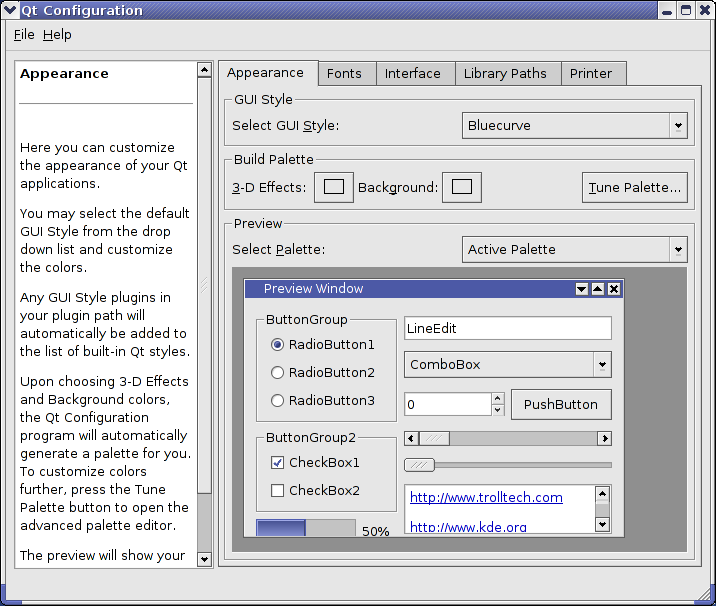 Qt Configuration
File Help
Appearance
Here you can customize
the appearance of your Qt
applications.
You may select the default
GUI Style from the drop
down list and customize
the colors.
Any GUI Style plugins in
your plugin path will
automatically be added to
the list of built-in Qt styles.
Upon choosing 3-D Effects
and Background colors,
the Qt Configuration
program will automatically
generate a palette for you.
To customize colors
further, press the Tune
Palette button to open the
advanced palette editor.
The preview will show your
Appearance Fonts Interface Library Paths Printer
GUI Style
Select GUI Style: Bluecurve
Build Palette
3-D Effects: Background: Tune Palette...
Preview
Select Palette: Active Palette
Preview Window
ButtonGroup
RadioButton1
RadioButton2
RadioButton3
ButtonGroup2
CheckBox1
CheckBox2
50%
LineEdit
ComboBox
0 PushButton
http://www.trolltech.com
http://www.kde.org